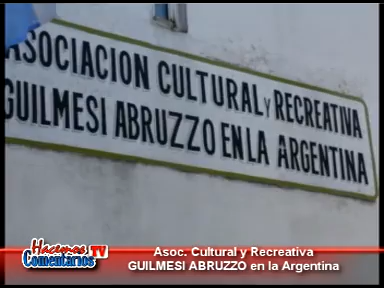 ASOCIACION CULTURAL y RECREATIVA
GUILMESI ABRUZZO EN LA ARGENTINA
Hacemos
Comentarios TV
Asoc. Cultural y Recreativa
GUILMESI ABRUZZO en la Argentina